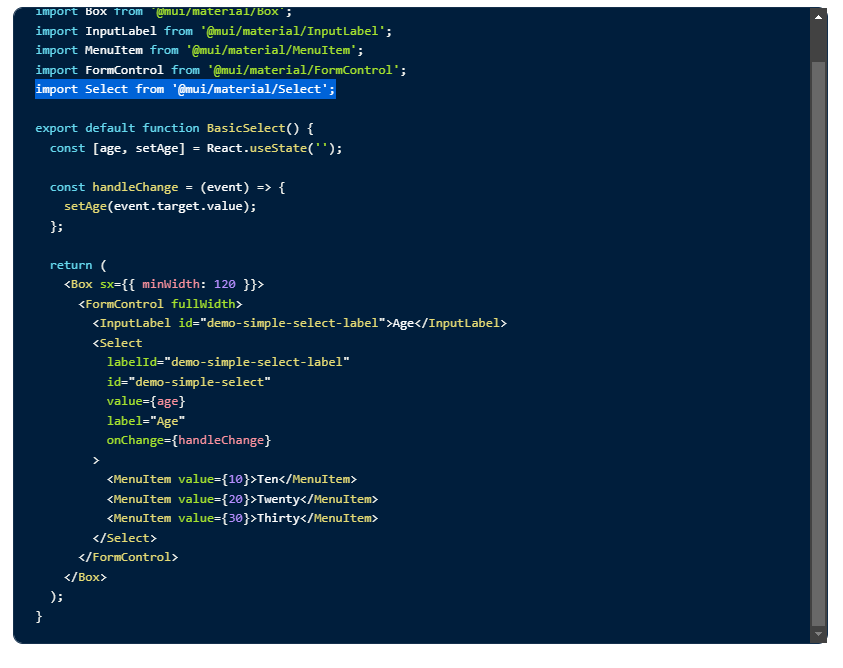 import Box from '@mui/material/Box';
import InputLabel from '@mui/material/InputLabel';
import MenuItem from '@mui/material/MenuItem';
import FormControl from '@mui/material/FormControl';
import Select from '@mui/material/Select';

export default function BasicSelect() {
  const [age, setAge] = React.useState('');

  const handleChange = (event) => {
    setAge(event.target.value);
  };

  return (
    <Box sx={{ minWidth: 120 }}>
      <FormControl fullWidth>
        <InputLabel id="demo-simple-select-label">Age</InputLabel>
        <Select
          labelId="demo-simple-select-label"
          id="demo-simple-select"
          value={age}
          label="Age"
          onChange={handleChange}
        >
          <MenuItem value={10}>Ten</MenuItem>
          <MenuItem value={20}>Twenty</MenuItem>
          <MenuItem value={30}>Thirty</MenuItem>
        </Select>
      </FormControl>
    </Box>
  );
}